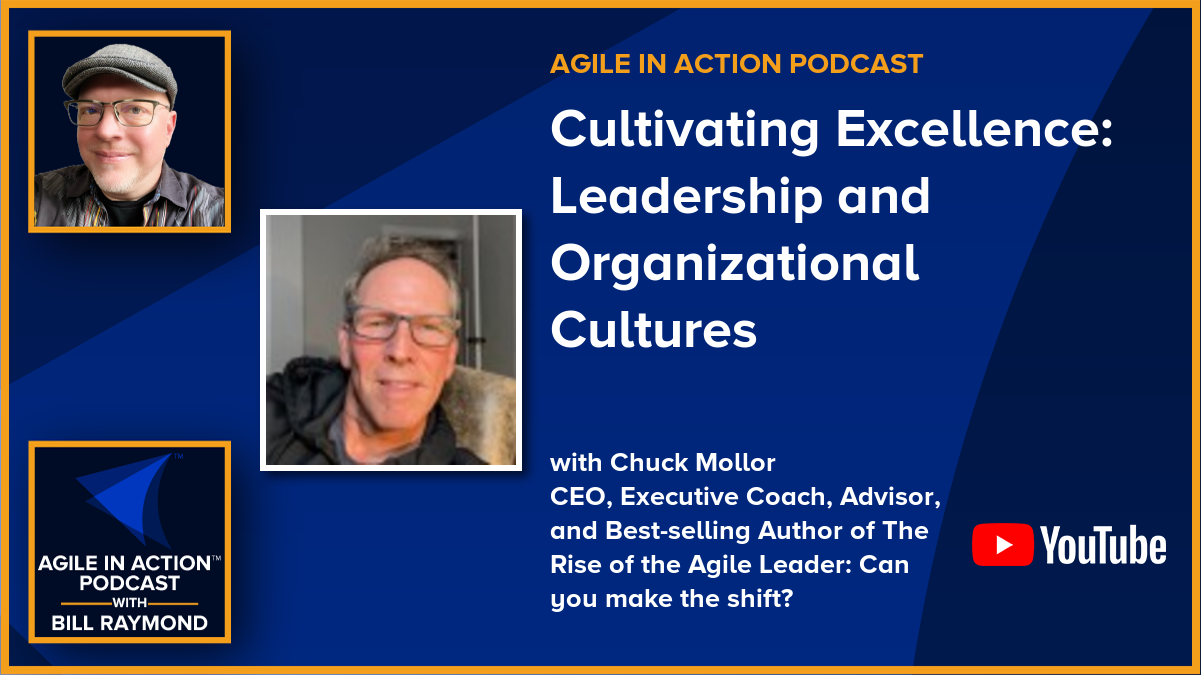 AGILE IN ACTION PODCAST
Cultivating Excellence:
Leadership and
Organizational
Cultures
with Chuck Mollor
CEO, Executive Coach, Advisor,
and Best-selling Author of The
Rise of the Agile Leader: Can
you make the shift?
YouTube
TM
AGILE IN ACTION™
PODCAST
WITH
BILL RAYMOND